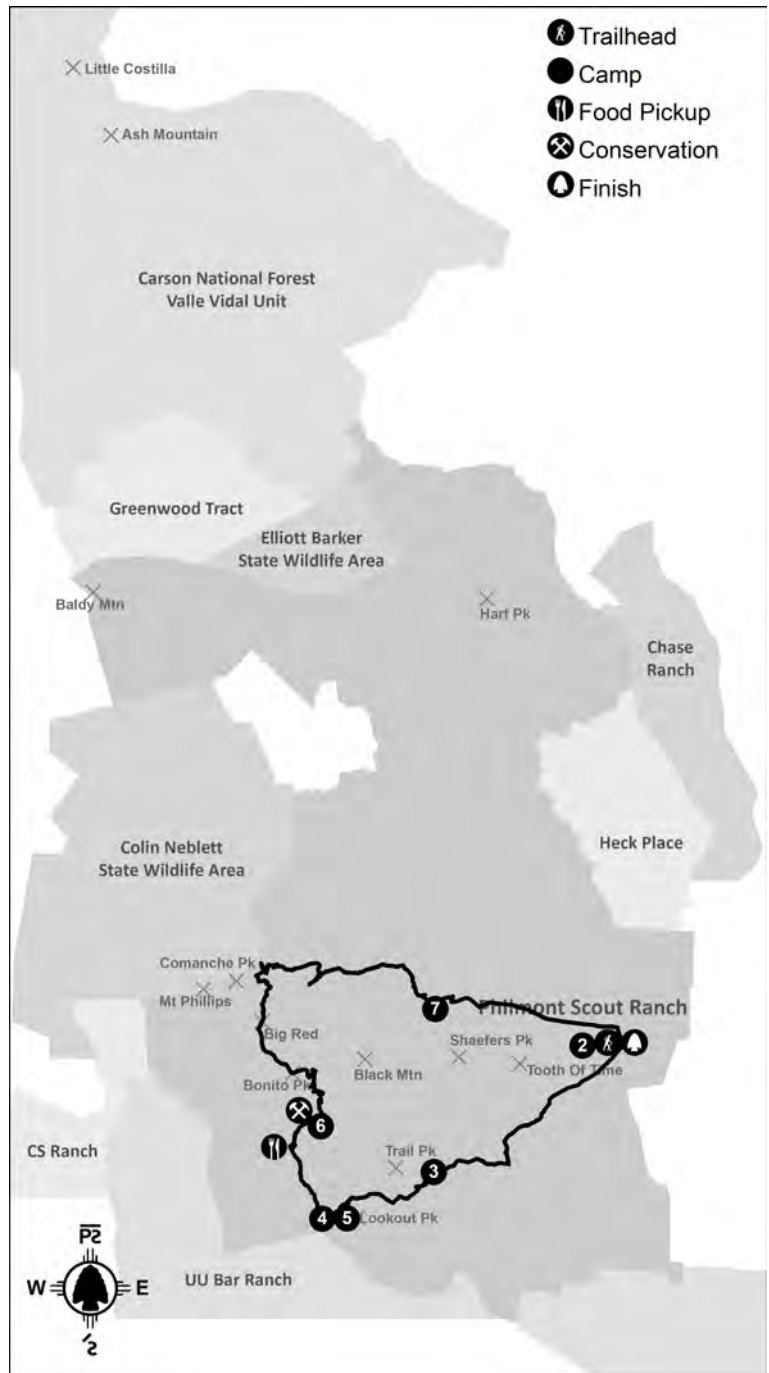 Trailhead
Camp
Food Pickup
Conservation
Finish
Little Costilla
Ash Mountain
Carson National Forest
Valle Vidal Unit
Greenwood Tract
Elliott Barker
State Wildlife Area
Baldy Mtn
Hart Pk
Chase
Ranch
Heck Place
Colin Neblett
State Wildlife Area
Comanche Pk
Mt Phillips
7
Philmont Scout Ranch
Big Red
Shaefers Pk
2
Black Mtn
Tooth Of Time
Bonito Pk
6
CS Ranch
Trail Pk
3
4
5
Lookout Pk
UU Bar Ranch
W
E